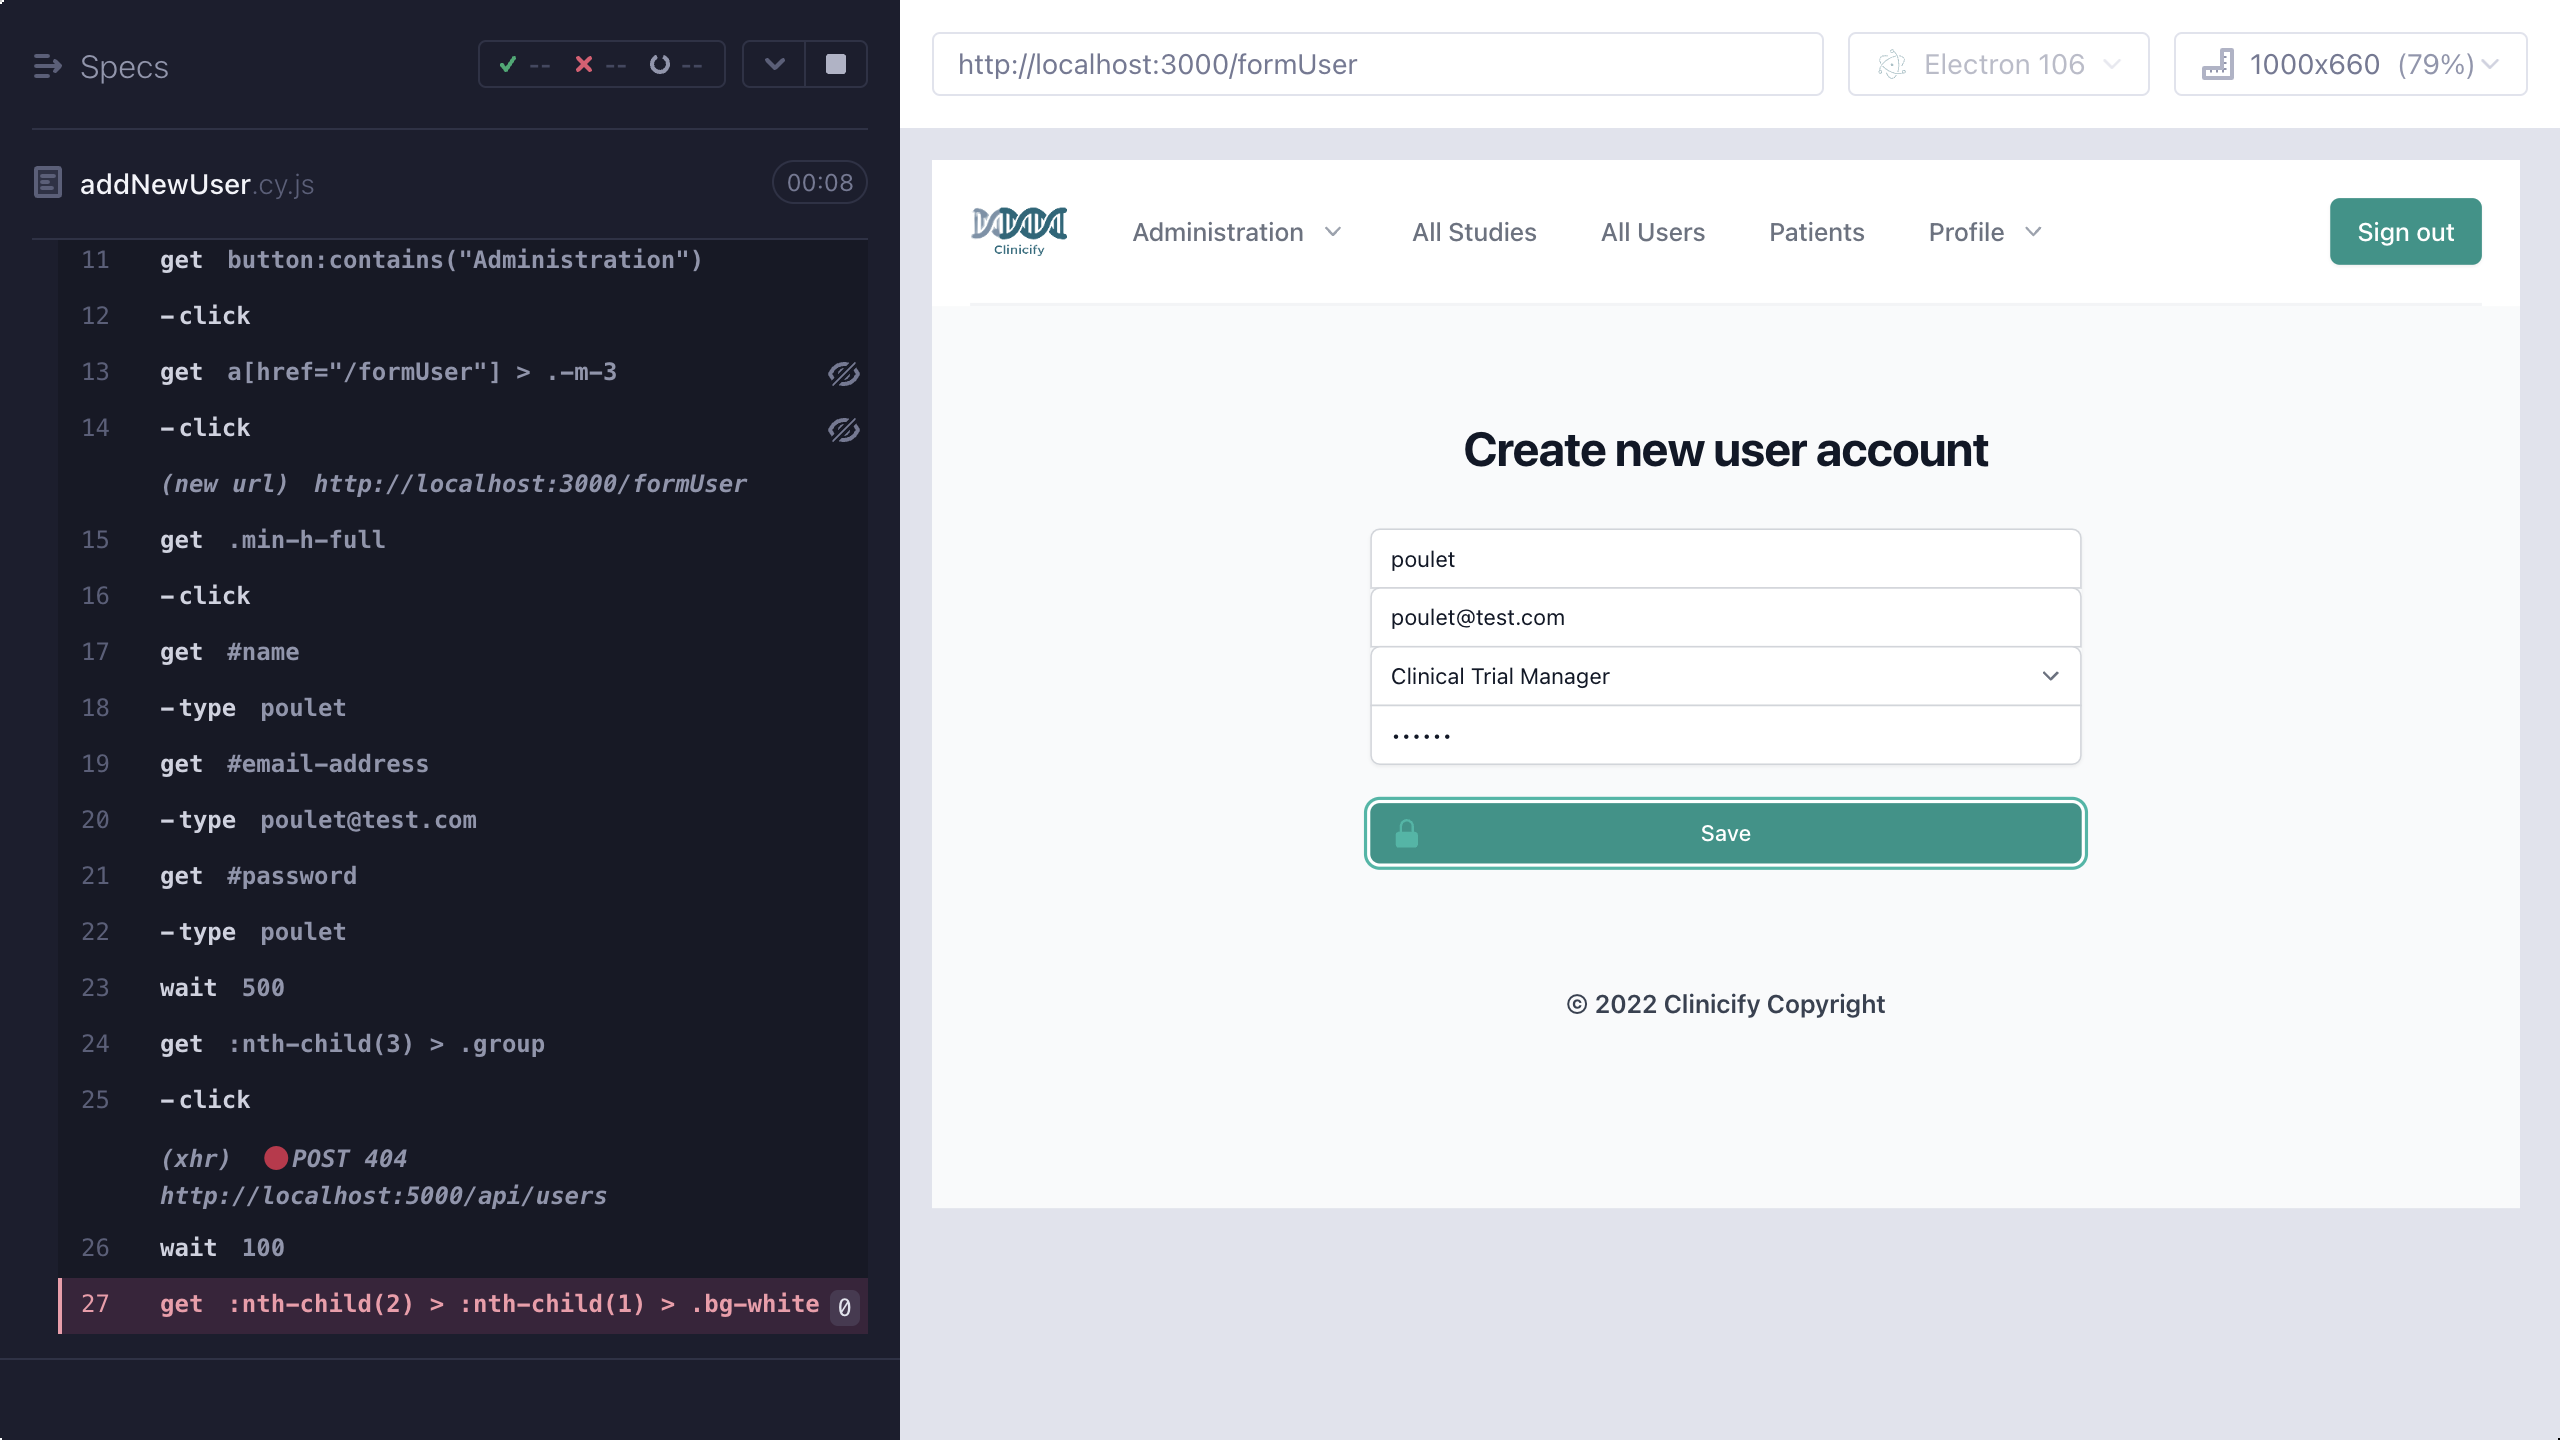 Specs
-- -- --
addNewUser.cy.js 00:08
11 get button:contains("Administration")
12 -click
13 get a[href="/formUser"] > .-m-3
14 -click
(new url) http://localhost:3000/formUser
15 get .min-h-full
16 -click
17 get #name
18 -type poulet
19 get #email-address
20 -type poulet@test.com
21 get #password
22 -type poulet
23 wait 500
24 get :nth-child(3) > .group
25 -click
(xhr) POST 404
http://localhost:5000/api/users
26 wait 100
27 get :nth-child(2) > :nth-child(1) > .bg-white 0
http://localhost:3000/formUser Electron 106 1000x660 (79%)
Clinicify Administration All Studies All Users Patients Profile Sign out
Create new user account
poulet
poulet@test.com
Clinical Trial Manager
••••••
Save
© 2022 Clinicify Copyright